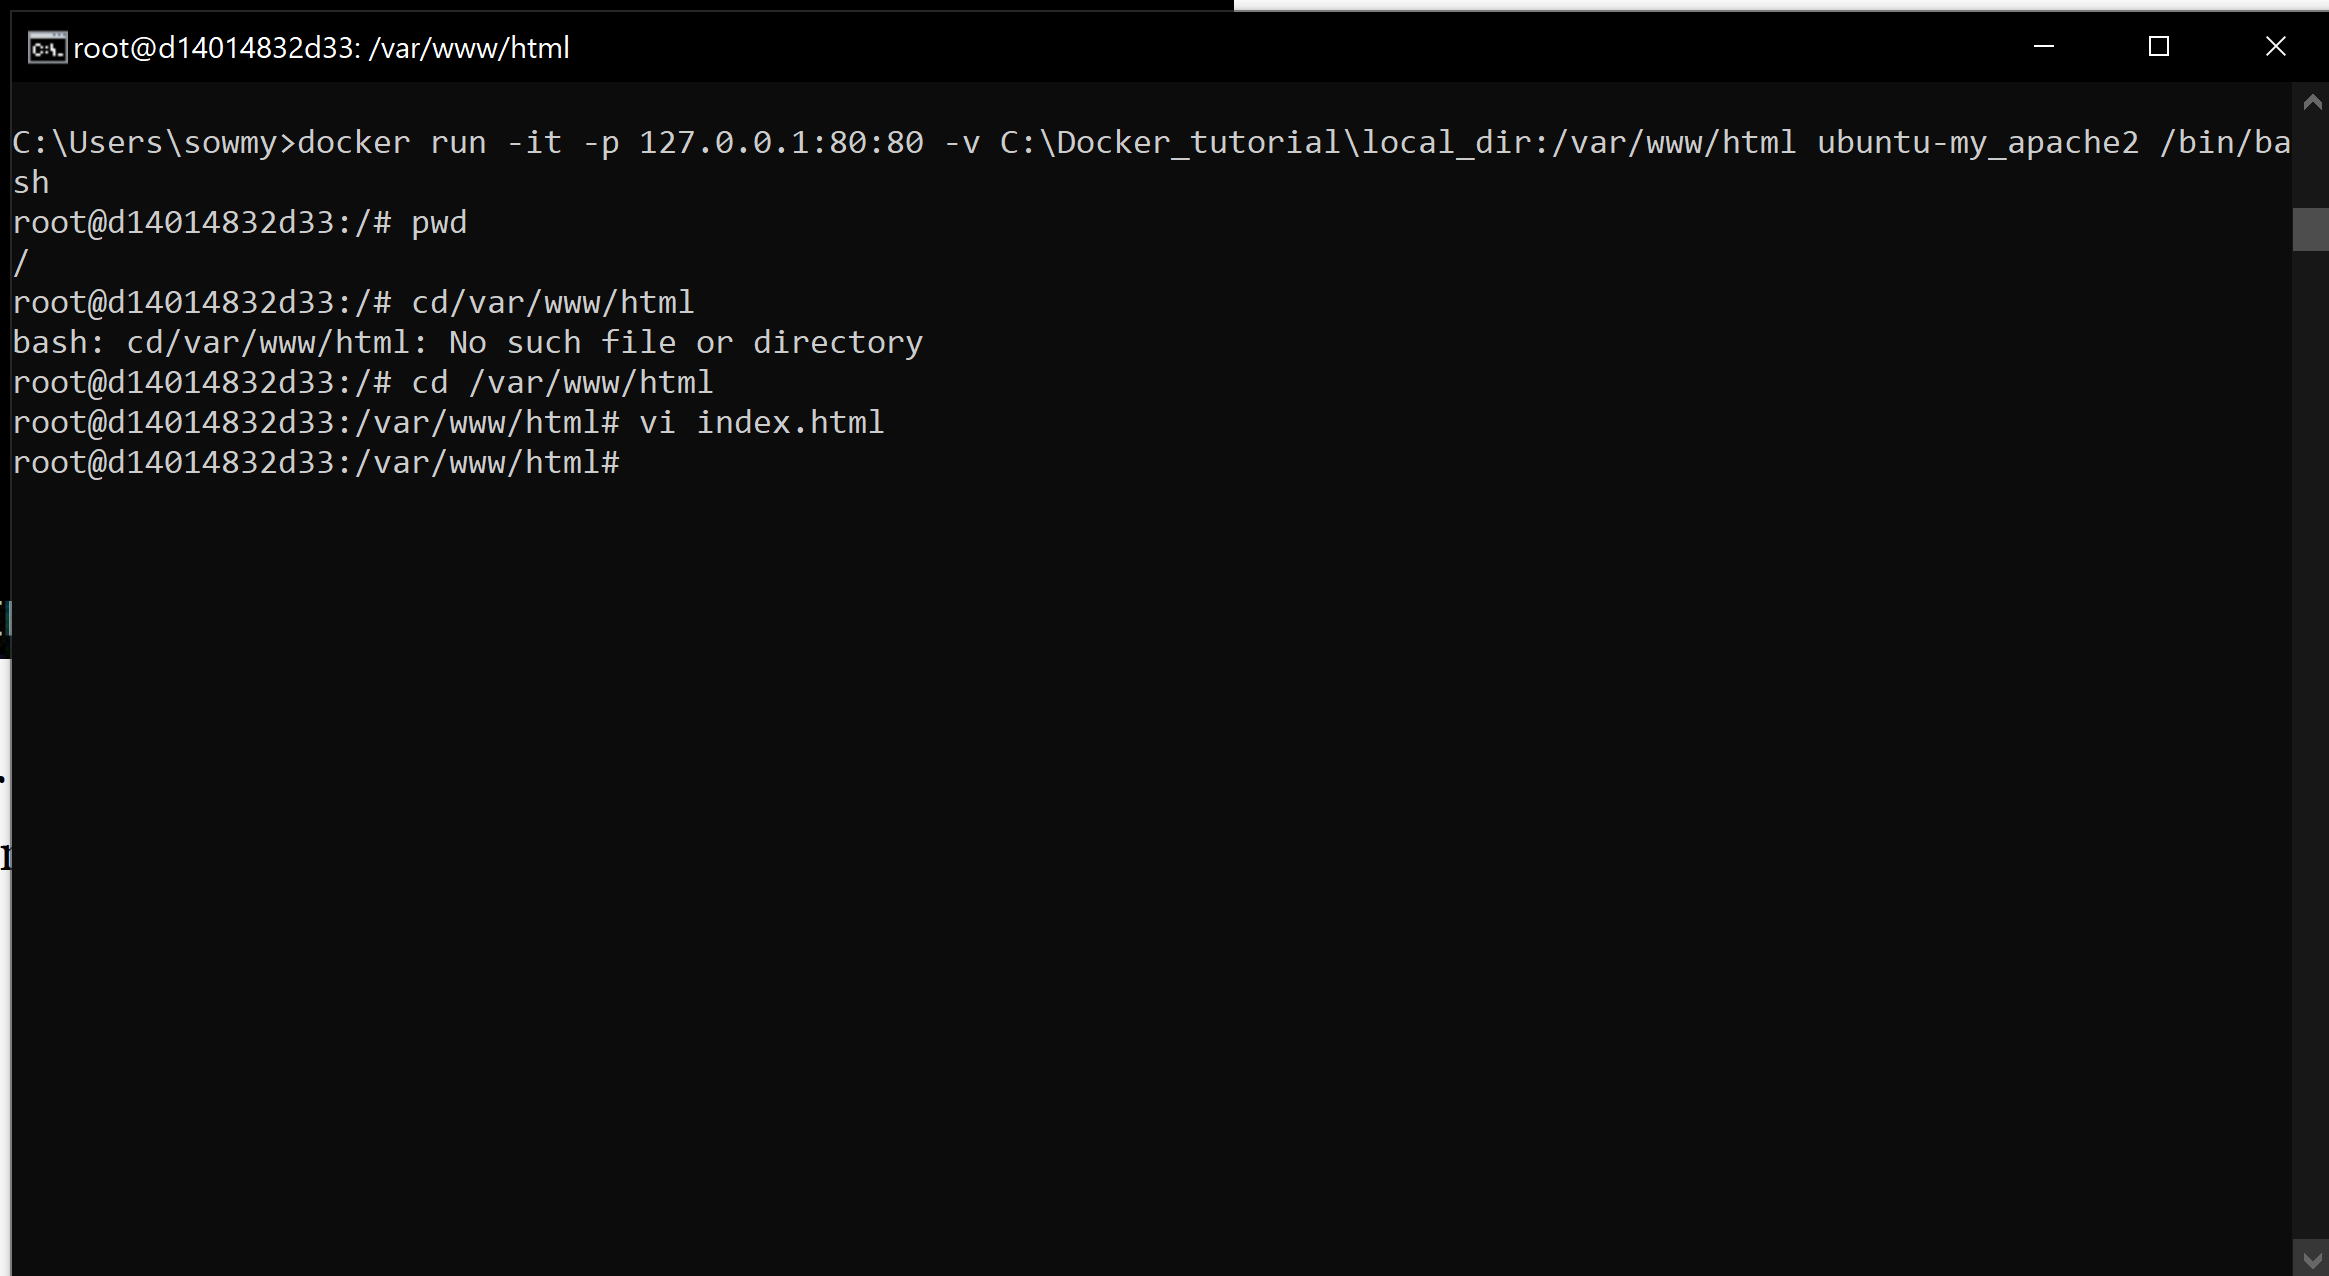 root@d14014832d33: /var/www/html
C:\Users\sowmy>docker run -it -p 127.0.0.1:80:80 -v C:\Docker_tutorial\local_dir:/var/www/html ubuntu-my_apache2 /bin/ba
sh
root@d14014832d33:/# pwd
/
root@d14014832d33:/# cd/var/www/html
bash: cd/var/www/html: No such file or directory
root@d14014832d33:/# cd /var/www/html
root@d14014832d33:/var/www/html# vi index.html
root@d14014832d33:/var/www/html#